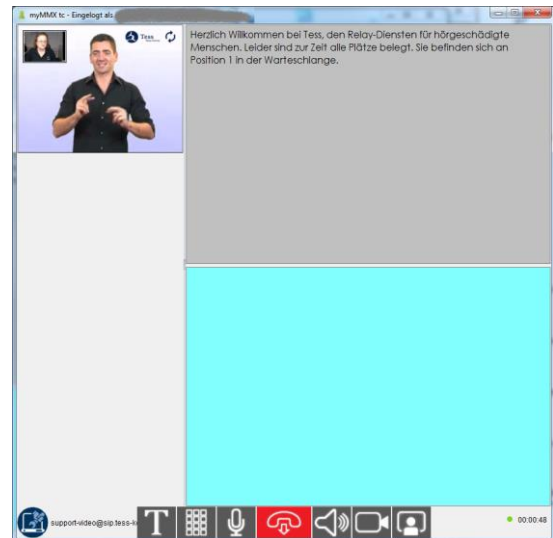 myMMX tc - Eingelogt als
Tess
Herzlich Willkommen bei Tess, den Relay-Diensten für hörgeschädigte
Menschen. Leider sind zur Zeit alle Plätze belegt. Sie befinden sich an
Position 1 in der Warteschlange.
support-video@sip.tess-k
T
00:00:48